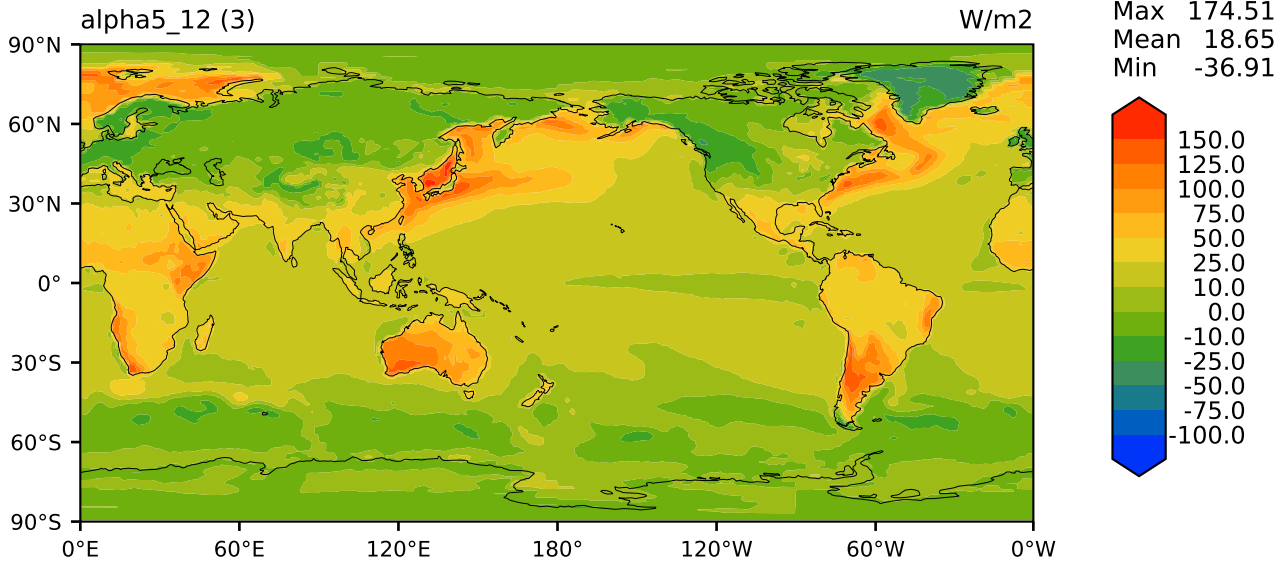 alpha5_12 (3)
W/m2
Max 174.51
Mean 18.65
Min -36.91
90°N
60°N
30°N
0°
30°S
60°S
90°S
0°E
60°E
120°E
180°
120°W
60°W
0°W
150.0
125.0
100.0
75.0
50.0
25.0
10.0
0.0
-10.0
-25.0
-50.0
-75.0
-100.0